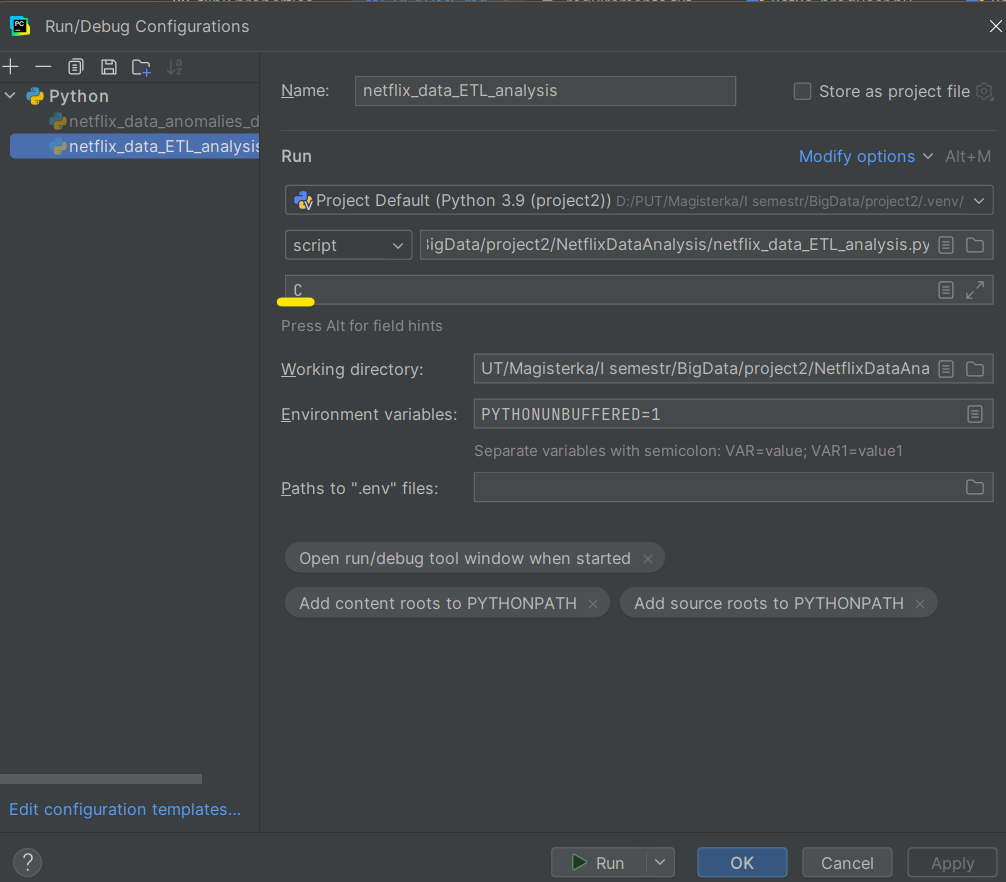 PC
Run/Debug Configurations
Python
netflix_data_anomalies_d
netflix_data_ETL_analysis
Name:
netflix_data_ETL_analysis
Store as project file
Run
Modify options
Alt+M
Project Default (Python 3.9 (project2)) D:/PUT/Magisterka/I semestr/BigData/project2/.venv/
script
BigData/project2/NetflixDataAnalysis/netflix_data_ETL_analysis.py
C
Press Alt for field hints
Working directory:
UT/Magisterka/I semestr/BigData/project2/NetflixDataAna
Environment variables:
PYTHONUNBUFFERED=1
Separate variables with semicolon: VAR=value; VAR1=value1
Paths to ".env" files:
Open run/debug tool window when started
Add content roots to PYTHONPATH
Add source roots to PYTHONPATH
Edit configuration templates...
?
Run
OK
Cancel
Apply